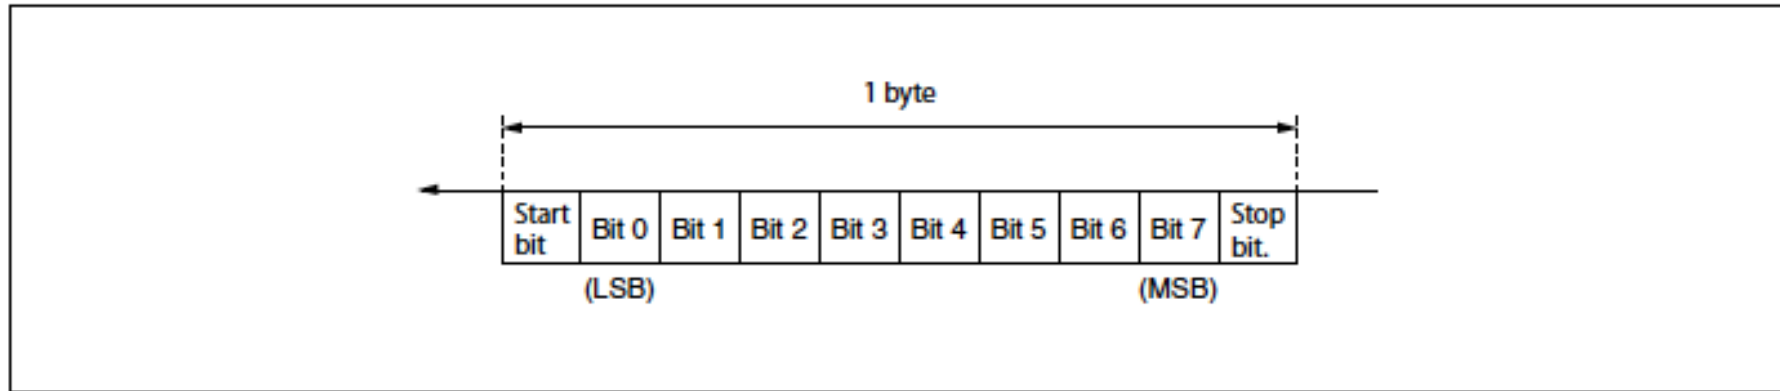 1 byte
Start bit Bit 0 Bit 1 Bit 2 Bit 3 Bit 4 Bit 5 Bit 6 Bit 7 Stop bit.
(LSB) (MSB)